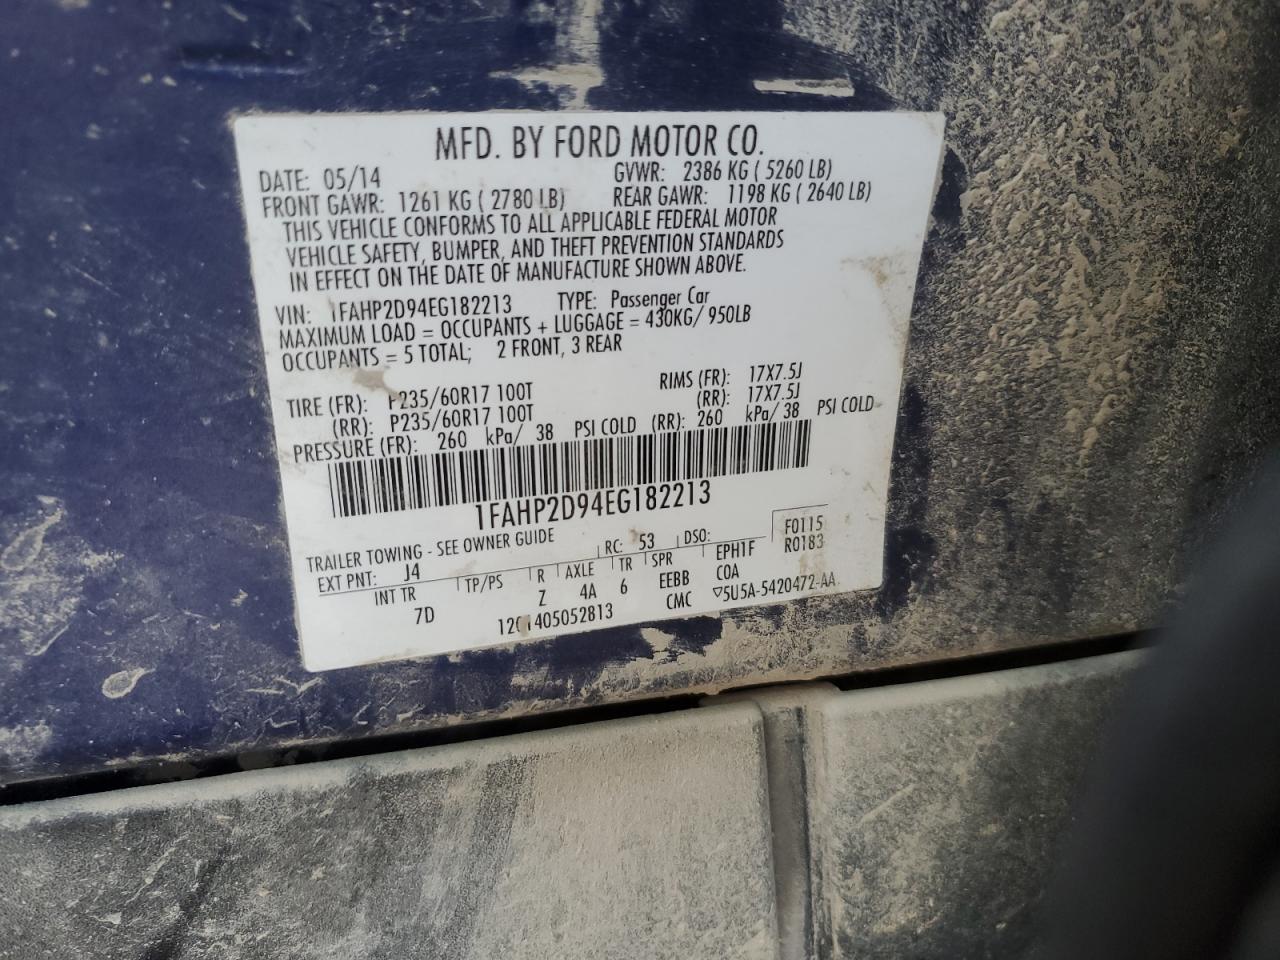 MFD. BY FORD MOTOR CO.
DATE: 05/14 GVWR: 2386 KG ( 5260 LB)
FRONT GAWR: 1261 KG ( 2780 LB) REAR GAWR: 1198 KG ( 2640 LB)
THIS VEHICLE CONFORMS TO ALL APPLICABLE FEDERAL MOTOR
VEHICLE SAFETY, BUMPER, AND THEFT PREVENTION STANDARDS
IN EFFECT ON THE DATE OF MANUFACTURE SHOWN ABOVE.
VIN: 1FAHP2D94EG182213 TYPE: Passenger Car
MAXIMUM LOAD = OCCUPANTS + LUGGAGE = 430KG/ 950LB
OCCUPANTS = 5 TOTAL; 2 FRONT, 3 REAR
TIRE (FR): P235/60R17 100T RIMS (FR): 17X7.5J
(RR): P235/60R17 100T (RR): 17X7.5J
PRESSURE (FR): 260 kPa/ 38 PSI COLD (RR): 260 kPa/ 38 PSI COLD
1FAHP2D94EG182213
TRAILER TOWING - SEE OWNER GUIDE RC: 53 DSO: F0115
EXT PNT: J4 R0183
INT TR TP/PS R AXLE TR SPR EPH1F
7D Z 4A 6 EEBB COA
1405052813 CMC ▽5U5A-5420472-AA